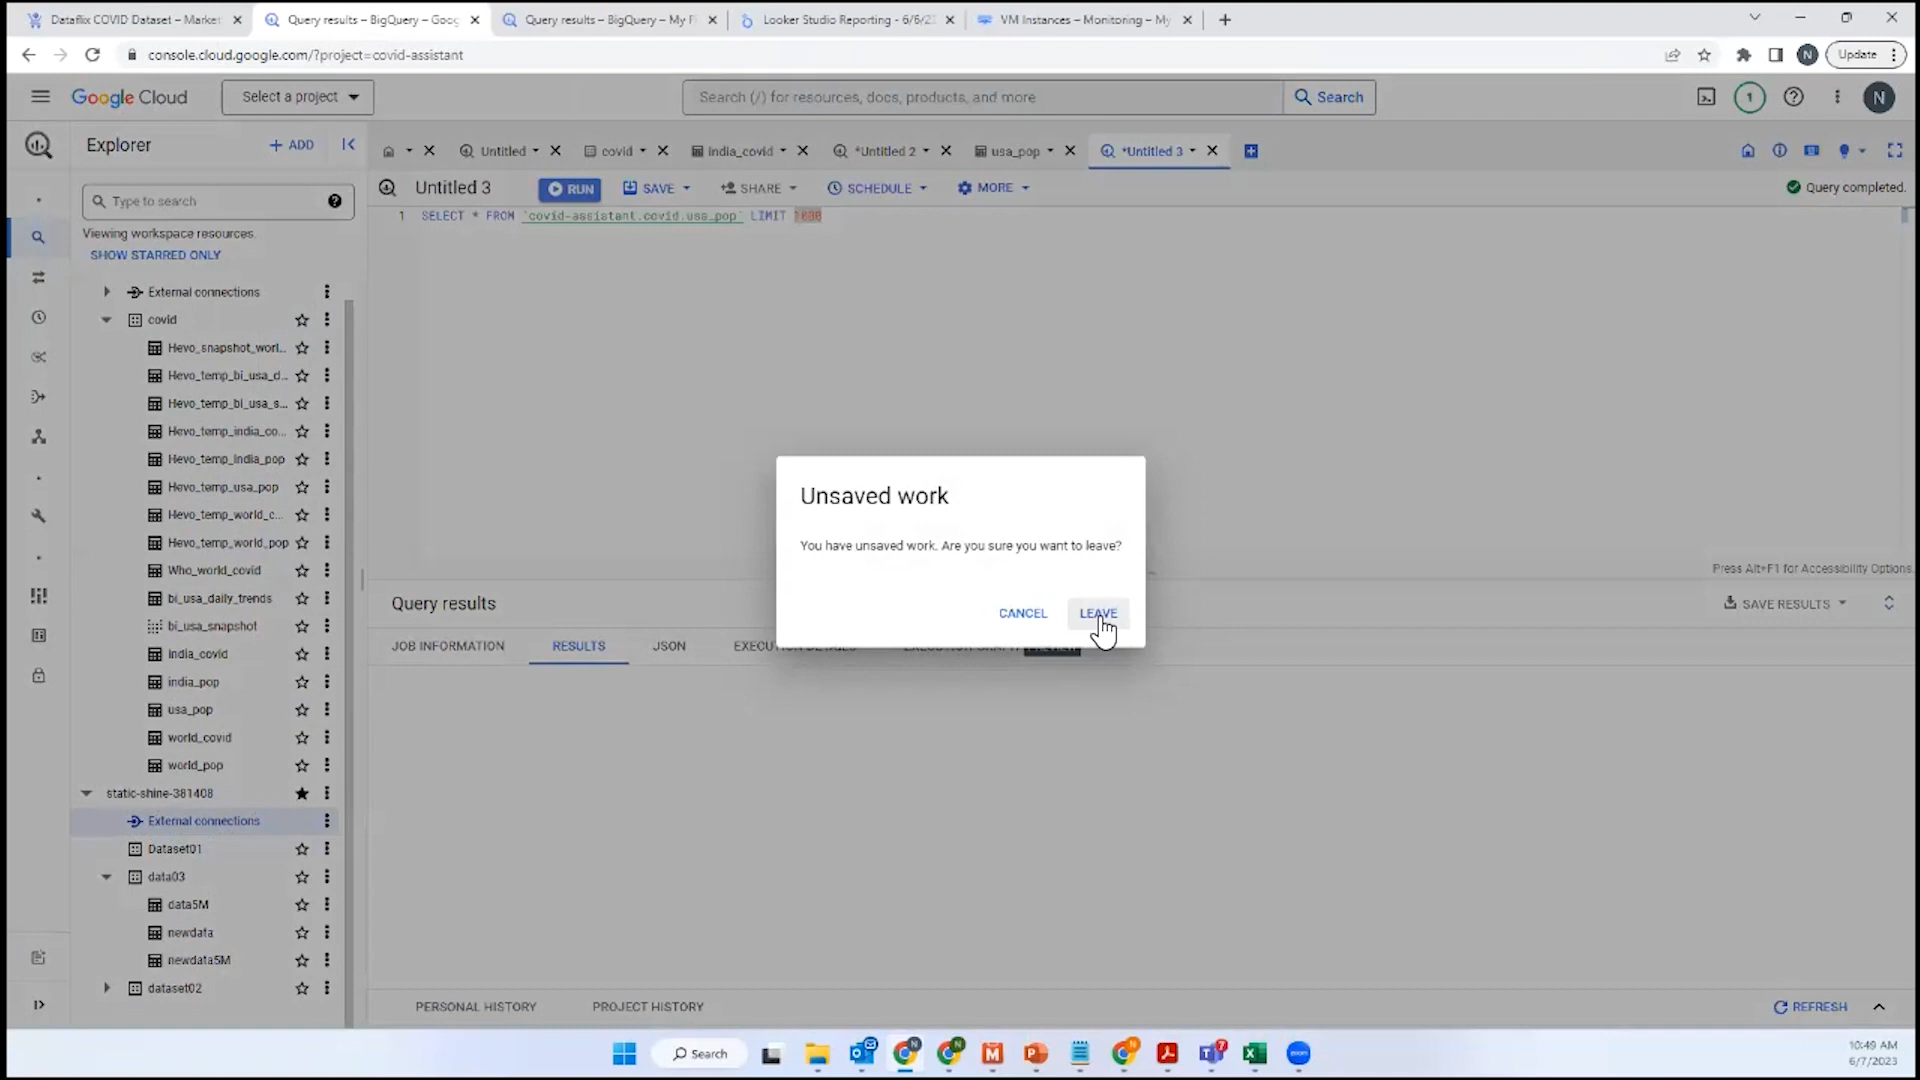 Dataflix COVID Dataset – Market
Query results – BigQuery – Goog
Query results – BigQuery – My
Looker Studio Reporting - 6/6/2
VM Instances – Monitoring – My
console.cloud.google.com/?project=covid-assistant
Update
Google Cloud
Select a project
Search (/) for resources, docs, products, and more
Search
1
N
Explorer
+ ADD
Untitled
covid
india_covid
*Untitled 2
usa_pop
*Untitled 3
Type to search
Untitled 3
RUN
SAVE
SHARE
SCHEDULE
MORE
Query completed.
1 SELECT * FROM `covid-assistant.covid.usa_pop` LIMIT 1000
Viewing workspace resources.
SHOW STARRED ONLY
External connections
covid
Hevo_snapshot_worl...
Hevo_temp_bi_usa_d...
Hevo_temp_bi_usa_s...
Hevo_temp_india_co...
Hevo_temp_india_pop
Hevo_temp_usa_pop
Hevo_temp_world_c...
Hevo_temp_world_pop
Who_world_covid
bi_usa_daily_trends
bi_usa_snapshot
india_covid
india_pop
usa_pop
world_covid
world_pop
static-shine-381408
External connections
Dataset01
data03
data5M
newdata
newdata5M
dataset02
Unsaved work
You have unsaved work. Are you sure you want to leave?
CANCEL
LEAVE
Press Alt+F1 for Accessibility Options.
Query results
SAVE RESULTS
JOB INFORMATION
RESULTS
JSON
EXECUTION DETAILS
EXECUTION GRAPH
PREVIEW
PERSONAL HISTORY
PROJECT HISTORY
REFRESH
Search
10:49 AM
6/7/2023